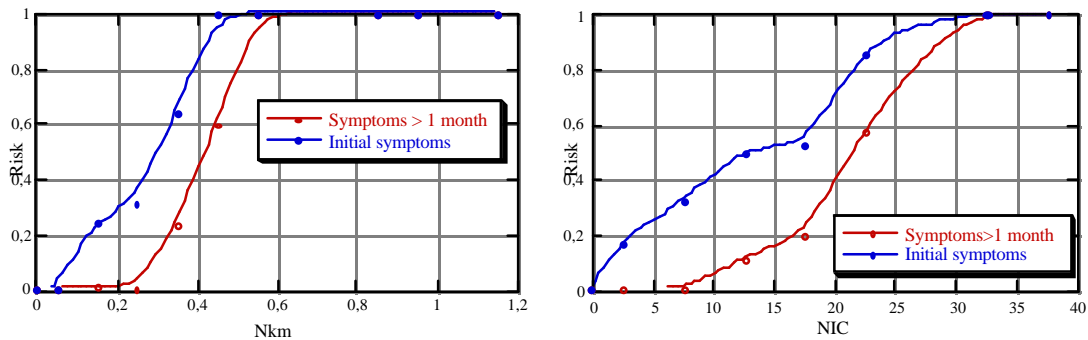 1
0,8
0,6
0,4
0,2
0
Risk
Symptoms > 1 month
Initial symptoms
0 0,2 0,4 0,6 0,8 1 1,2
Nkm
1
0,8
0,6
0,4
0,2
0
Risk
Symptoms>1 month
Initial symptoms
0 5 10 15 20 25 30 35 40
NIC